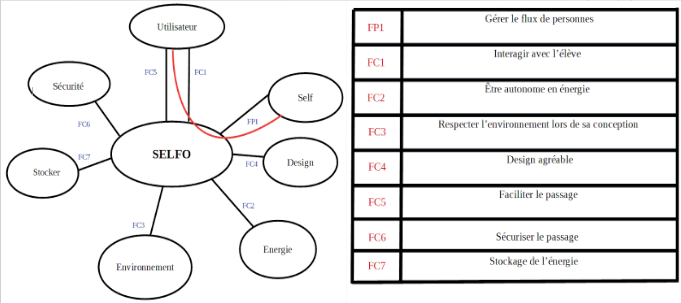 Utilisateur
FC5
FC1
Sécurité
Self
FC6
FP1
FC7
SELFO
Stocker
Design
FC4
FC3
FC2
Environnement
Energie
FP1 Gérer le flux de personnes
FC1 Interagir avec l'élève
FC2 Être autonome en énergie
FC3 Respecter l'environnement lors de sa conception
FC4 Design agréable
FC5 Faciliter le passage
FC6 Sécuriser le passage
FC7 Stockage de l'énergie